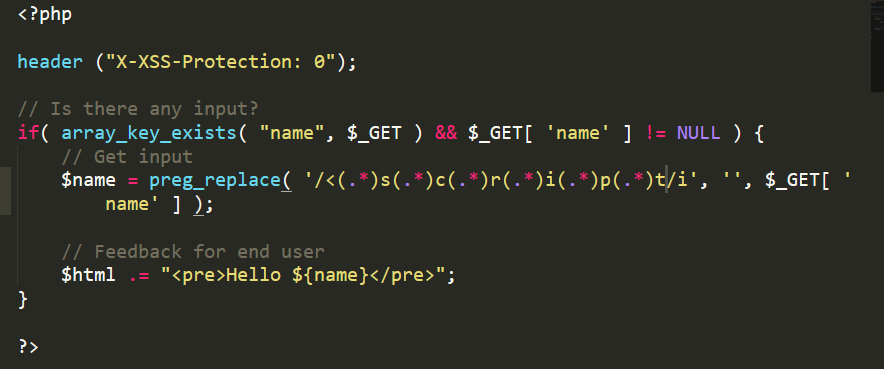 <?php
header ("X-XSS-Protection: 0");
// Is there any input?
if( array_key_exists( "name", $_GET ) && $_GET[ 'name' ] != NULL ) {
// Get input
$name = preg_replace( '/<(.*)s(.*)c(.*)r(.*)i(.*)p(.*)t/i', '', $_GET[ '
name' ] );
// Feedback for end user
$html .= "<pre>Hello ${name}</pre>";
}
?>